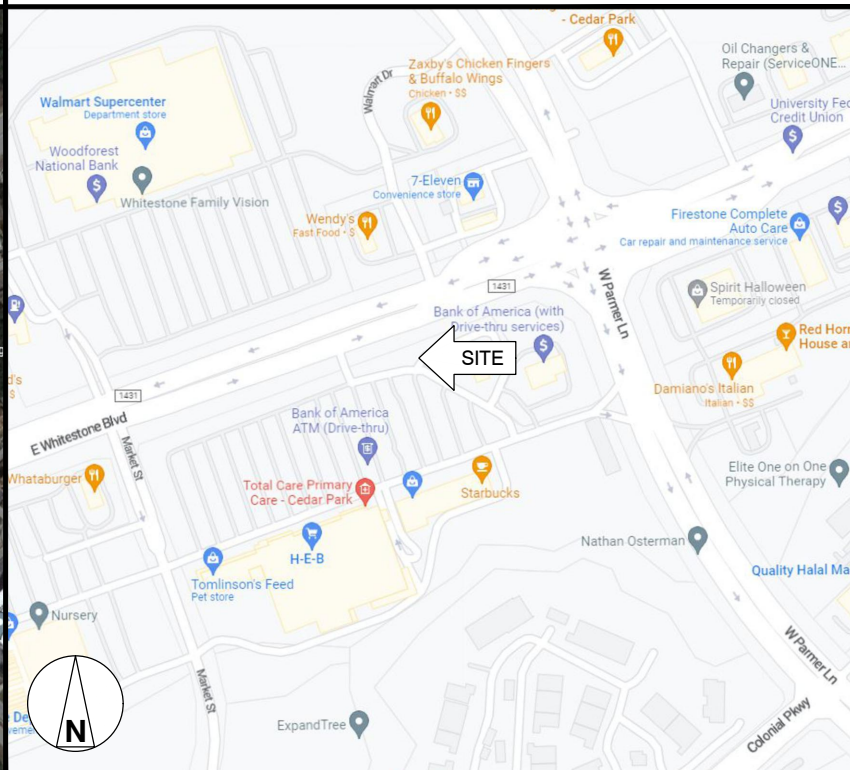 - Cedar Park
Oil Changers &
Repair (ServiceONE...
Zaxby's Chicken Fingers
& Buffalo Wings
Chicken • $$
Walmart Dr
Walmart Supercenter
Department store
University Fed
Credit Union
Woodforest
National Bank
Whitestone Family Vision
7-Eleven
Convenience store
Wendy's
Fast Food • $
Firestone Complete
Auto Care
Car repair and maintenance service
W Parmer Ln
1431
Spirit Halloween
Temporarily closed
Bank of America (with
Drive-thru services)
Red Horn
House an
SITE
d's
$
1431
Damiano's Italian
Italian • $$
E Whitestone Blvd
Market St
Bank of America
ATM (Drive-thru)
Whataburger
Total Care Primary
Care - Cedar Park
Starbucks
Elite One on One
Physical Therapy
H-E-B
Nathan Osterman
Tomlinson's Feed
Pet store
Quality Halal Ma
Nursery
W Parmer Ln
Market St
N
ExpandTree
Colonial Pkwy